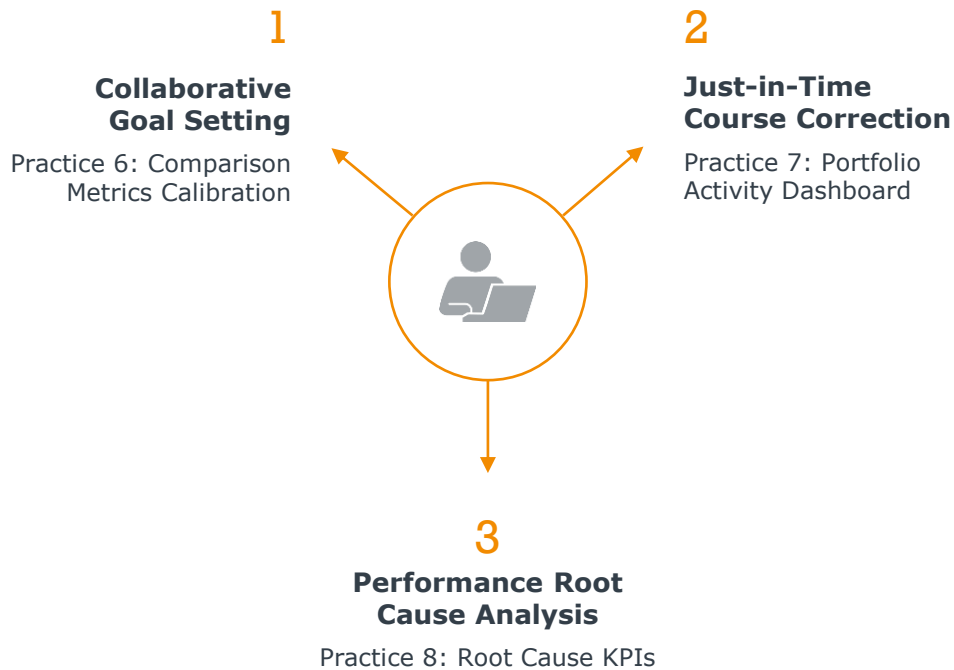 1
Collaborative
Goal Setting
Practice 6: Comparison
Metrics Calibration
2
Just-in-Time
Course Correction
Practice 7: Portfolio
Activity Dashboard
3
Performance Root
Cause Analysis
Practice 8: Root Cause KPIs